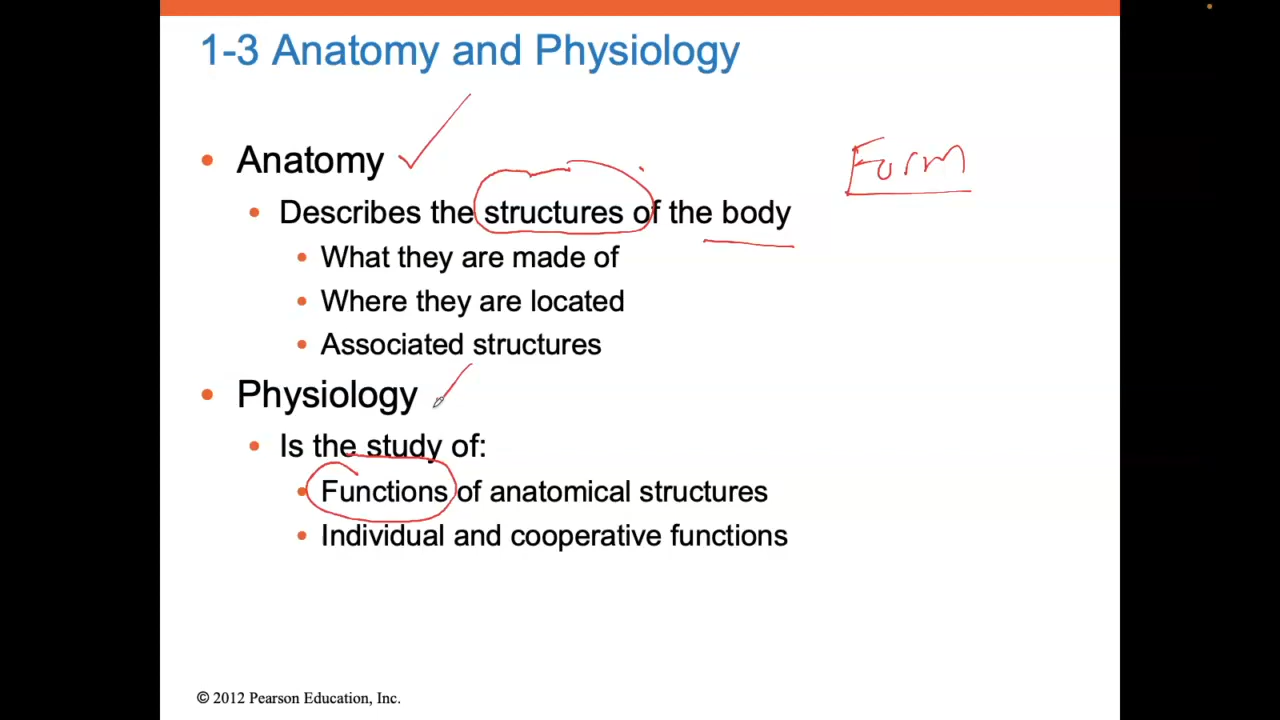 1-3 Anatomy and Physiology
• Anatomy
Form
• Describes the structures of the body
• What they are made of
• Where they are located
• Associated structures
• Physiology
• Is the study of:
• Functions of anatomical structures
• Individual and cooperative functions
© 2012 Pearson Education, Inc.